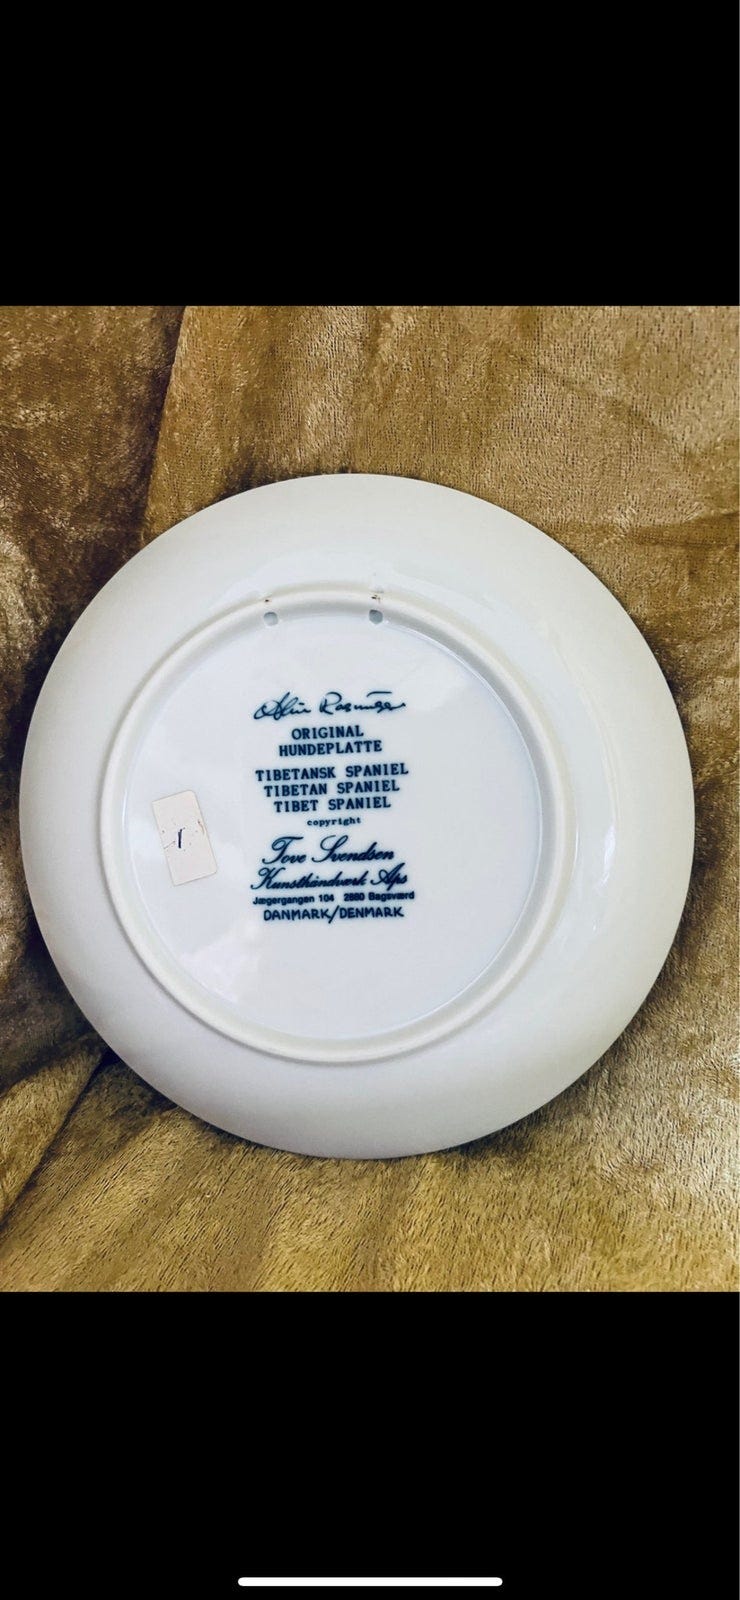 ORIGINAL
HUNDEPLATTE
TIBETANSK SPANIEL
TIBETAN SPANIEL
TIBET SPANIEL
copyright
Tove Svendsen
Kunsthåndværk Aps
Jægergangen 104 2880 Bagsværd
DANMARK/DENMARK
1